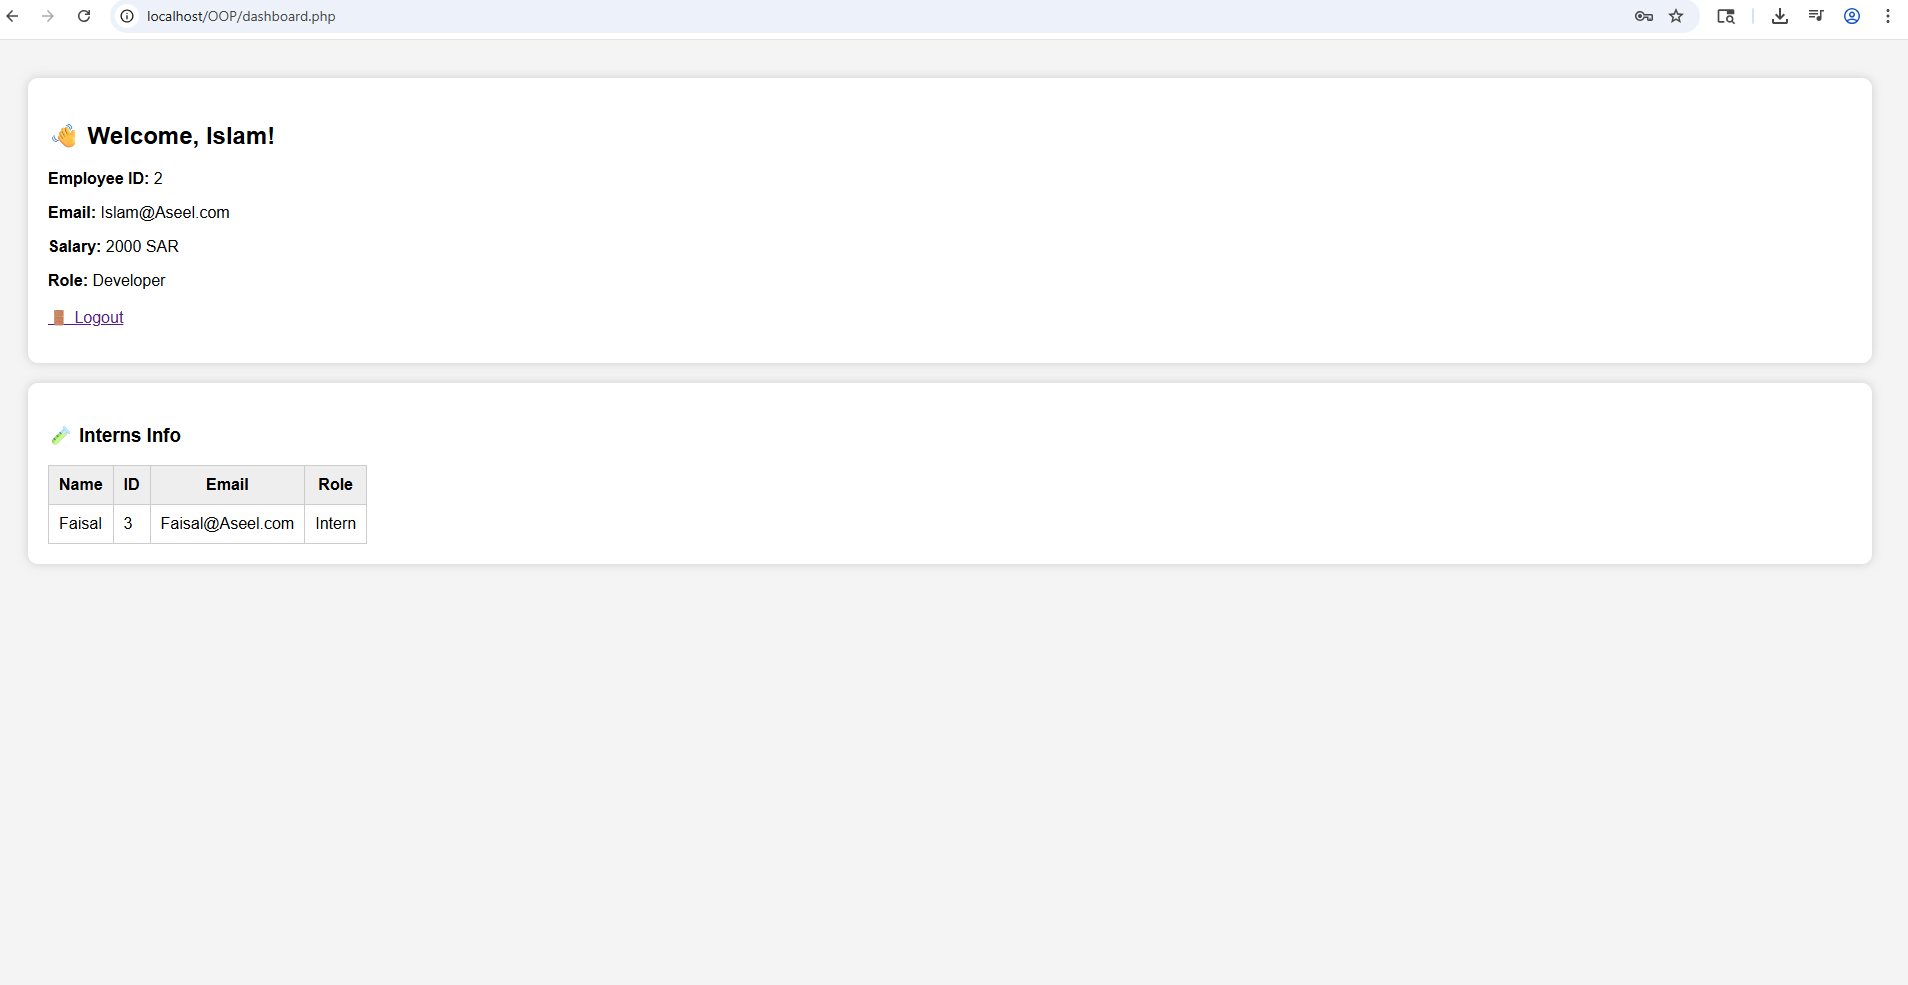 localhost/OOP/dashboard.php
👋 Welcome, Islam!
Employee ID: 2
Email: Islam@Aseel.com
Salary: 2000 SAR
Role: Developer
🚪 Logout
🧪 Interns Info
Name ID Email Role
Faisal 3 Faisal@Aseel.com Intern